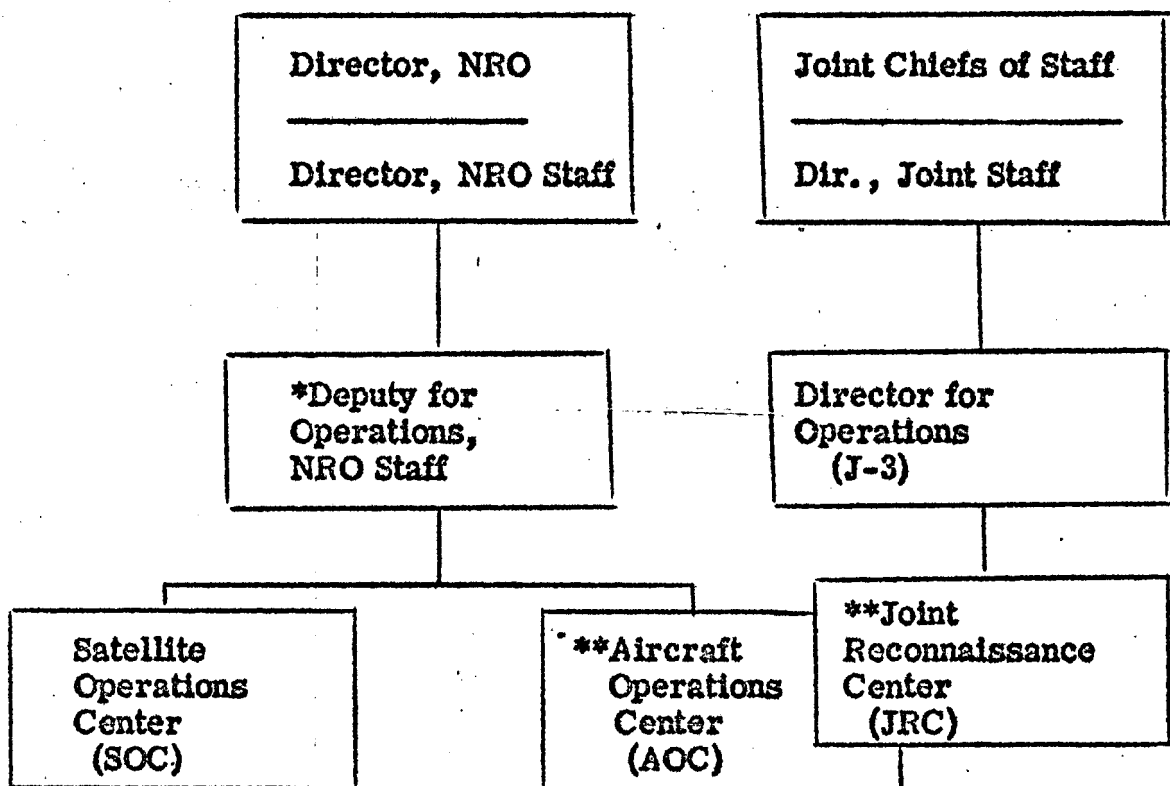 Director, NRO
Director, NRO Staff
Joint Chiefs of Staff
Dir., Joint Staff
*Deputy for
Operations,
NRO Staff
Director for
Operations
(J-3)
Satellite
Operations
Center
(SOC)
**Aircraft
Operations
Center
(AOC)
**Joint
Reconnaissance
Center
(JRC)